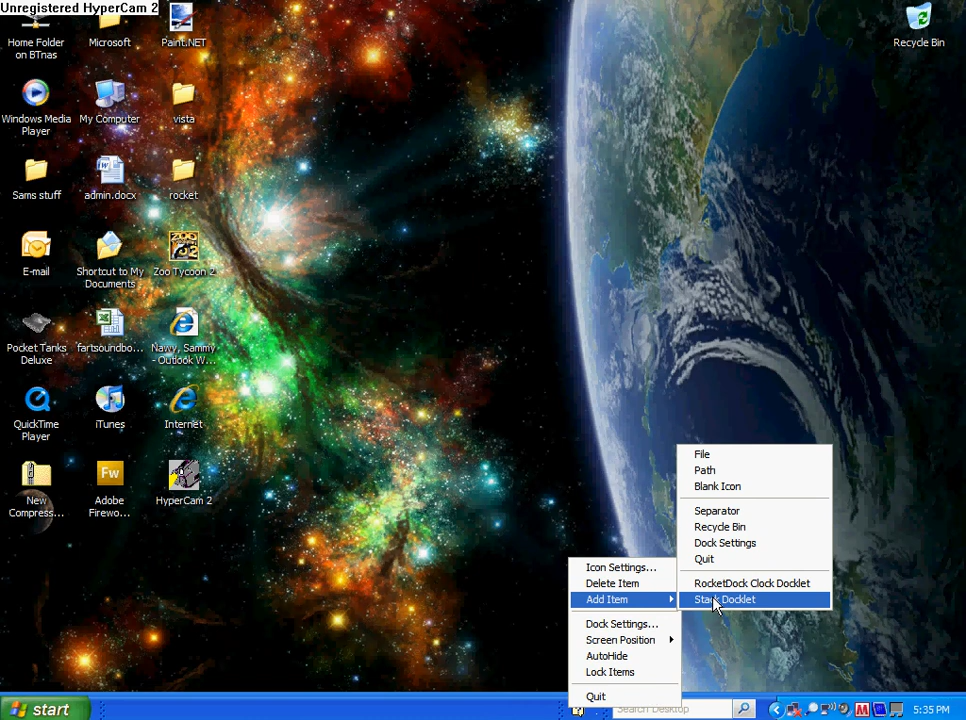 Unregistered HyperCam 2
Home Folder
on BTnas
Microsoft
Paint.NET
Recycle Bin
Windows Media
Player
My Computer
vista
Sams stuff
admin.docx
rocket
E-mail
Shortcut to My
Documents
ZOO
Zoo Tycoon 2
Pocket Tanks
Deluxe
fartsoundbo...
Nawy, Sammy
- Outlook W...
QuickTime
Player
iTunes
Internet
New
Compress...
Fw
Adobe
Firewo...
HyperCam 2
File
Path
Blank Icon
Separator
Recycle Bin
Dock Settings
Quit
RocketDock Clock Docklet
Stack Docklet
Icon Settings...
Delete Item
Add Item
Dock Settings...
Screen Position
AutoHide
Lock Items
Quit
start
Search Desktop
5:35 PM